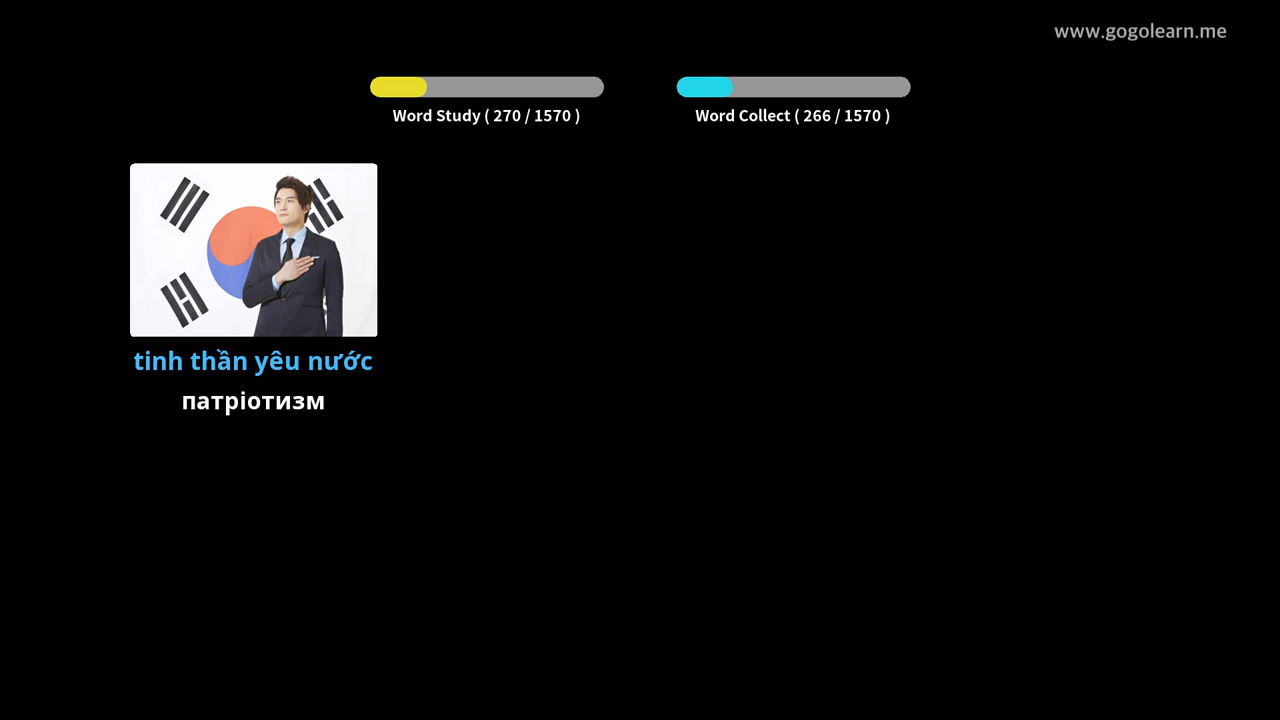 www.gogolearn.me
Word Study ( 270 / 1570 )
Word Collect ( 266 / 1570 )
tinh thần yêu nước
патріотизм